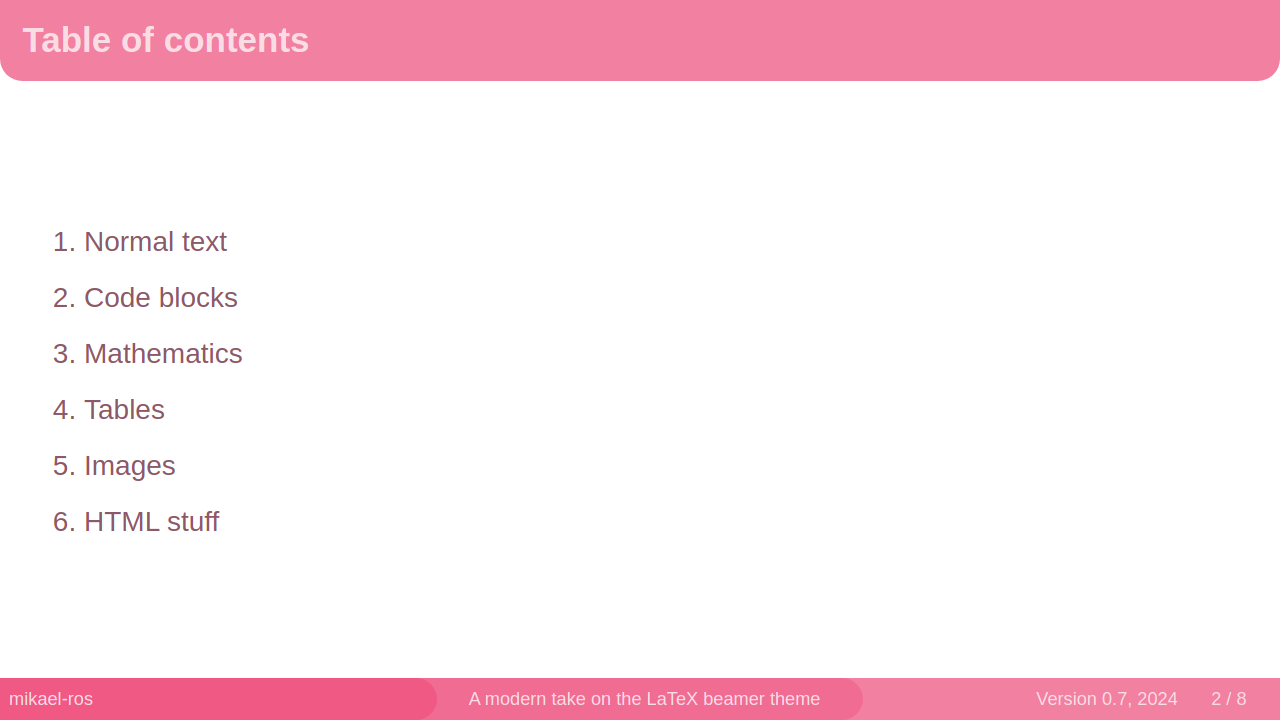 Table of contents
1. Normal text
2. Code blocks
3. Mathematics
4. Tables
5. Images
6. HTML stuff
mikael-ros
A modern take on the LaTeX beamer theme
Version 0.7, 2024
2 / 8